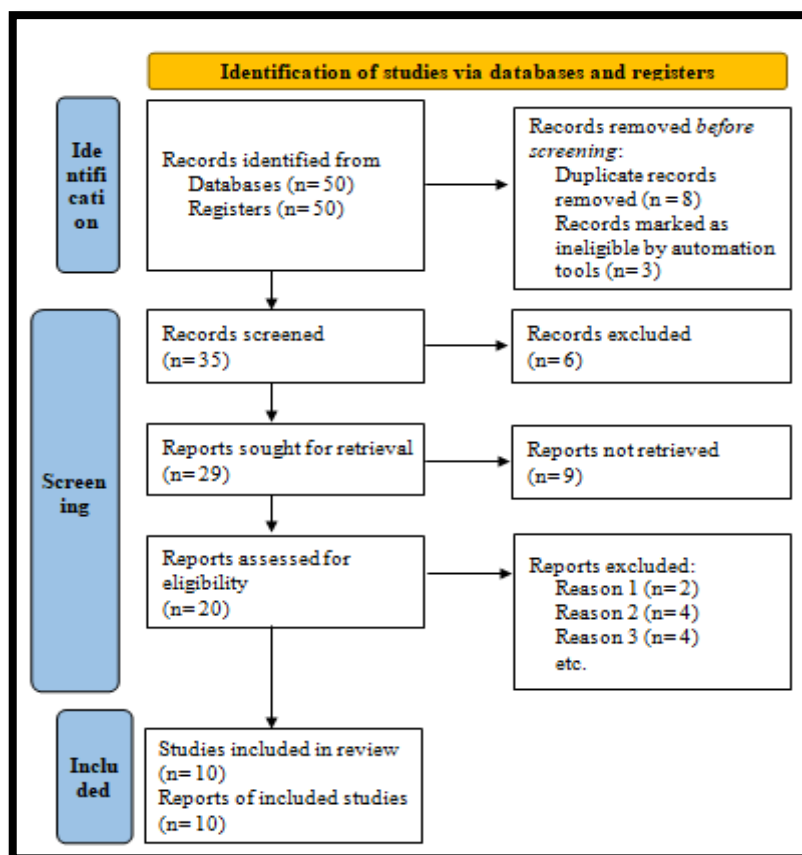 Identification of studies via databases and registers
Ide
ntifi
cati
on
Records identified from
Databases (n=50)
Registers (n=50)
Records removed before
screening:
Duplicate records
removed (n=8)
Records marked as
ineligible by automation
tools (n=3)
Screen
ing
Records screened
(n=35)
Records excluded
(n=6)
Reports sought for retrieval
(n=29)
Reports not retrieved
(n=9)
Reports assessed for
eligibility
(n=20)
Reports excluded:
Reason 1 (n=2)
Reason 2 (n=4)
Reason 3 (n=4)
etc.
Inclu
ded
Studies included in review
(n=10)
Reports of included studies
(n=10)